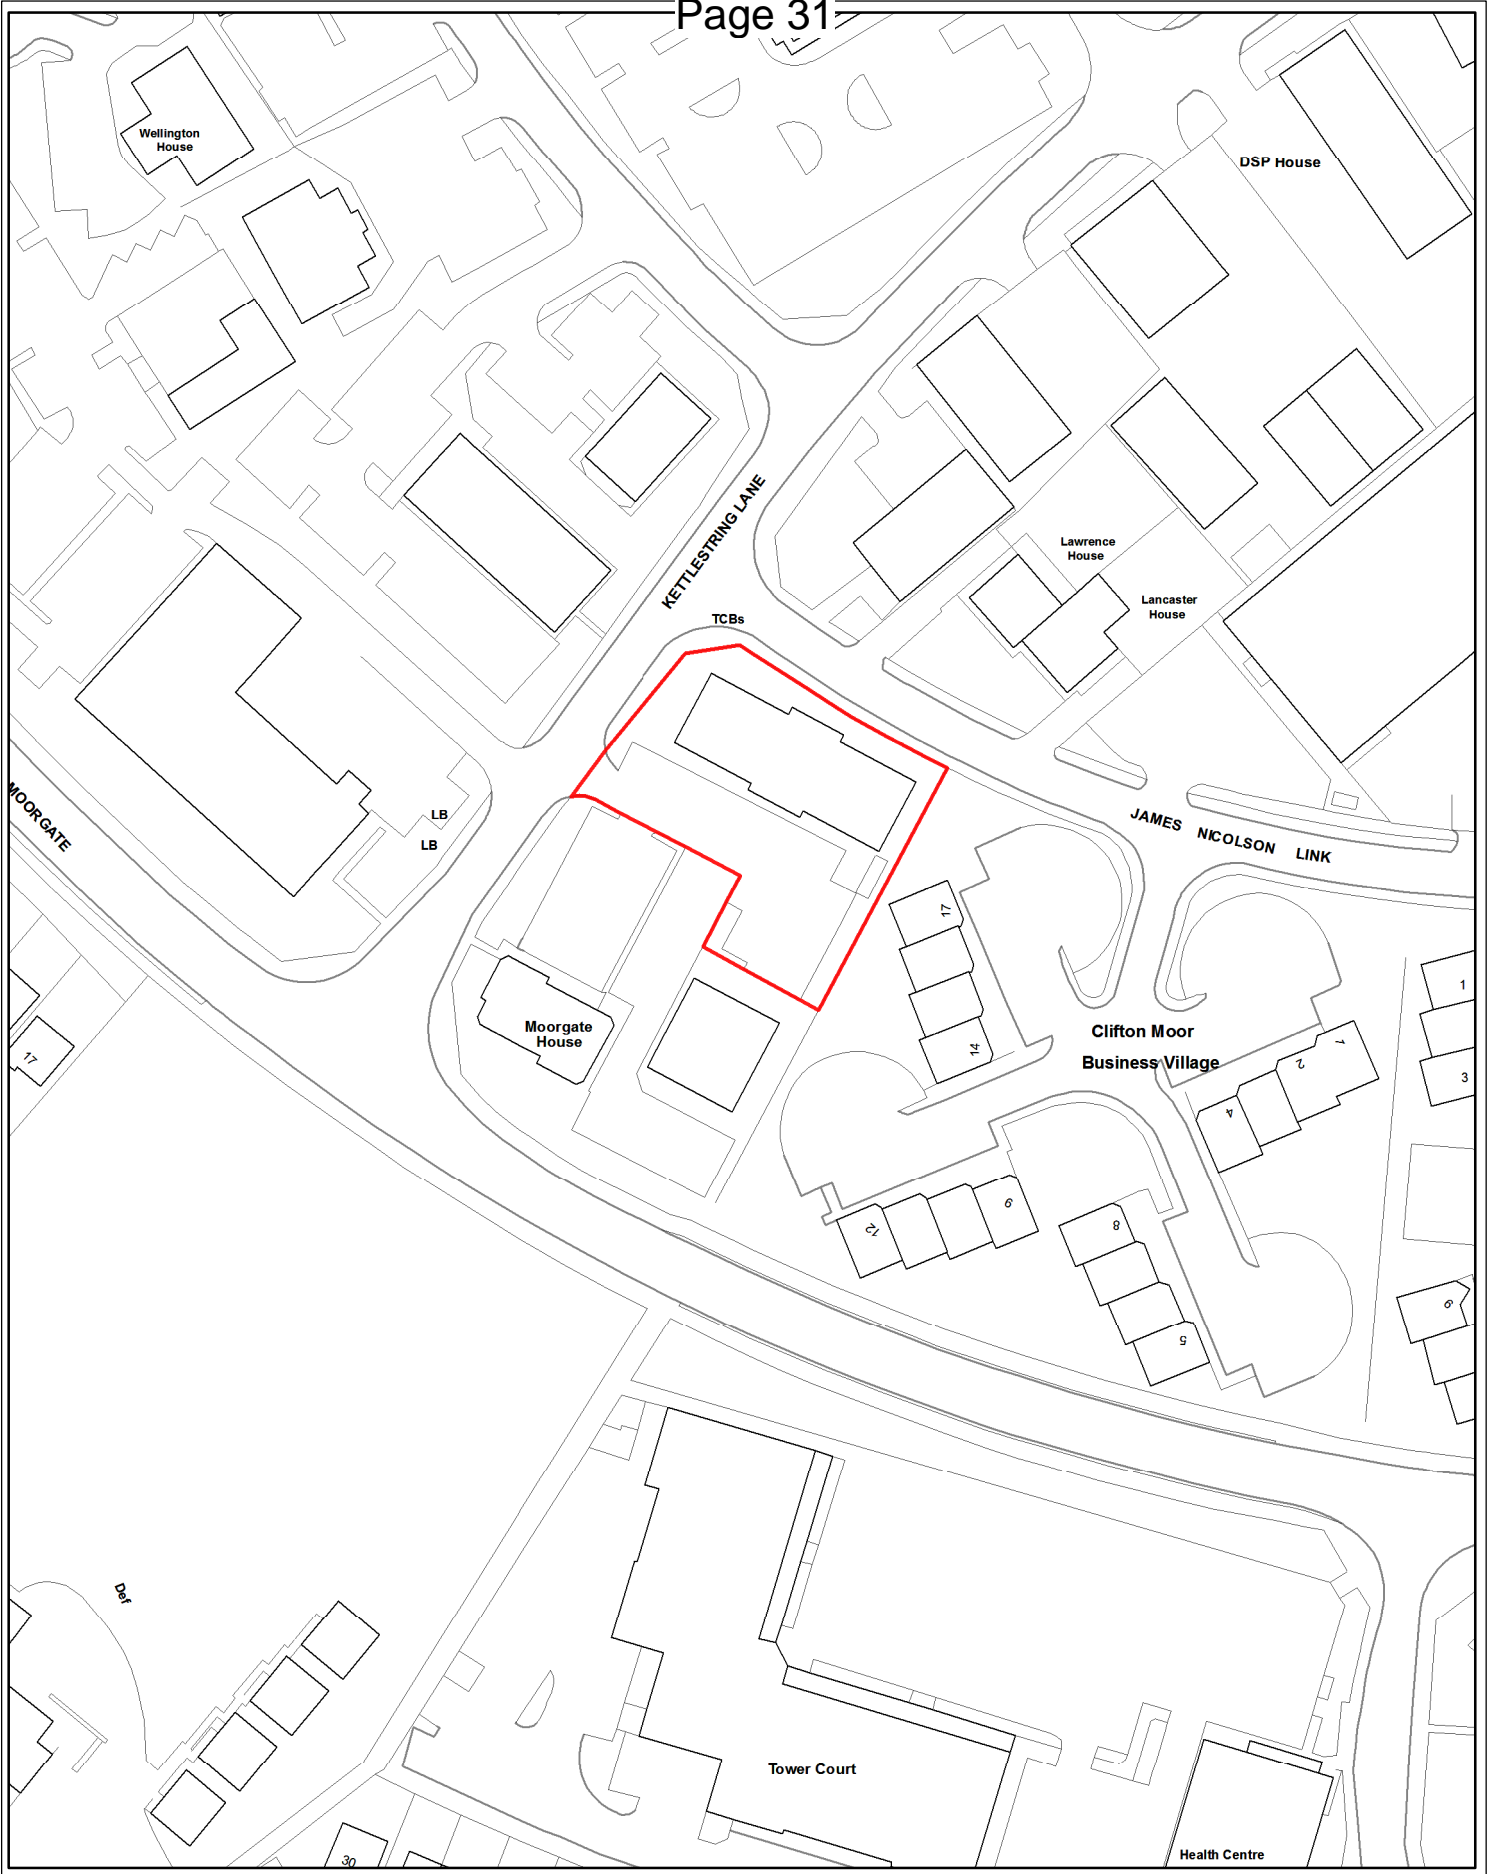 Page 31
Wellington
House
DSP House
KETTLESTRING LANE
Lawrence
House
Lancaster
House
TCBs
MOORGATE
LB
LB
JAMES NICOLSON LINK
17
14
Moorgate
House
17
Clifton Moor
Business Village
1
2
4
1
3
12
9
8
5
9
Def
Tower Court
30
Health Centre